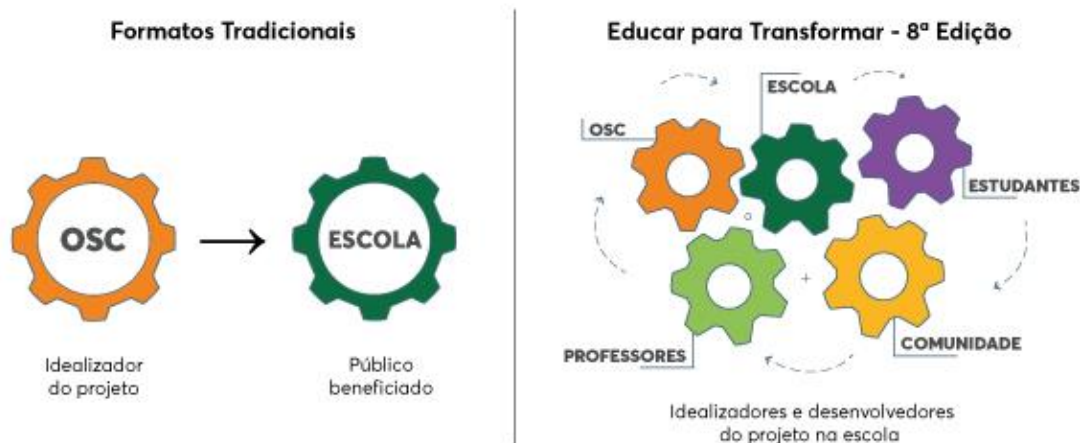 Formatos Tradicionais
OSC
ESCOLA
Idealizador
do projeto
Público
beneficiado
Educar para Transformar - 8ª Edição
ESCOLA
OSC
ESTUDANTES
PROFESSORES
COMUNIDADE
Idealizadores e desenvolvedores
do projeto na escola